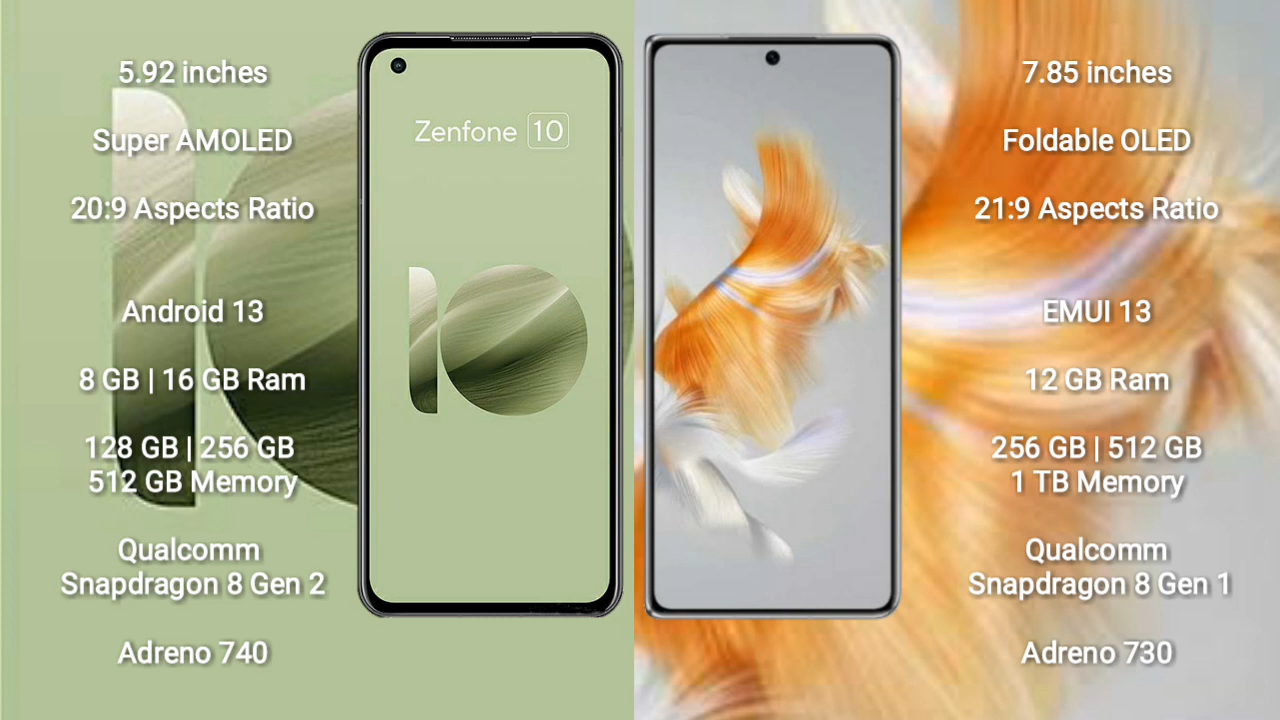 5.92 inches
Super AMOLED
20:9 Aspects Ratio
Android 13
8 GB | 16 GB Ram
128 GB | 256 GB
512 GB Memory
Qualcomm
Snapdragon 8 Gen 2
Adreno 740
Zenfone 10
10
7.85 inches
Foldable OLED
21:9 Aspects Ratio
EMUI 13
12 GB Ram
256 GB | 512 GB
1 TB Memory
Qualcomm
Snapdragon 8 Gen 1
Adreno 730